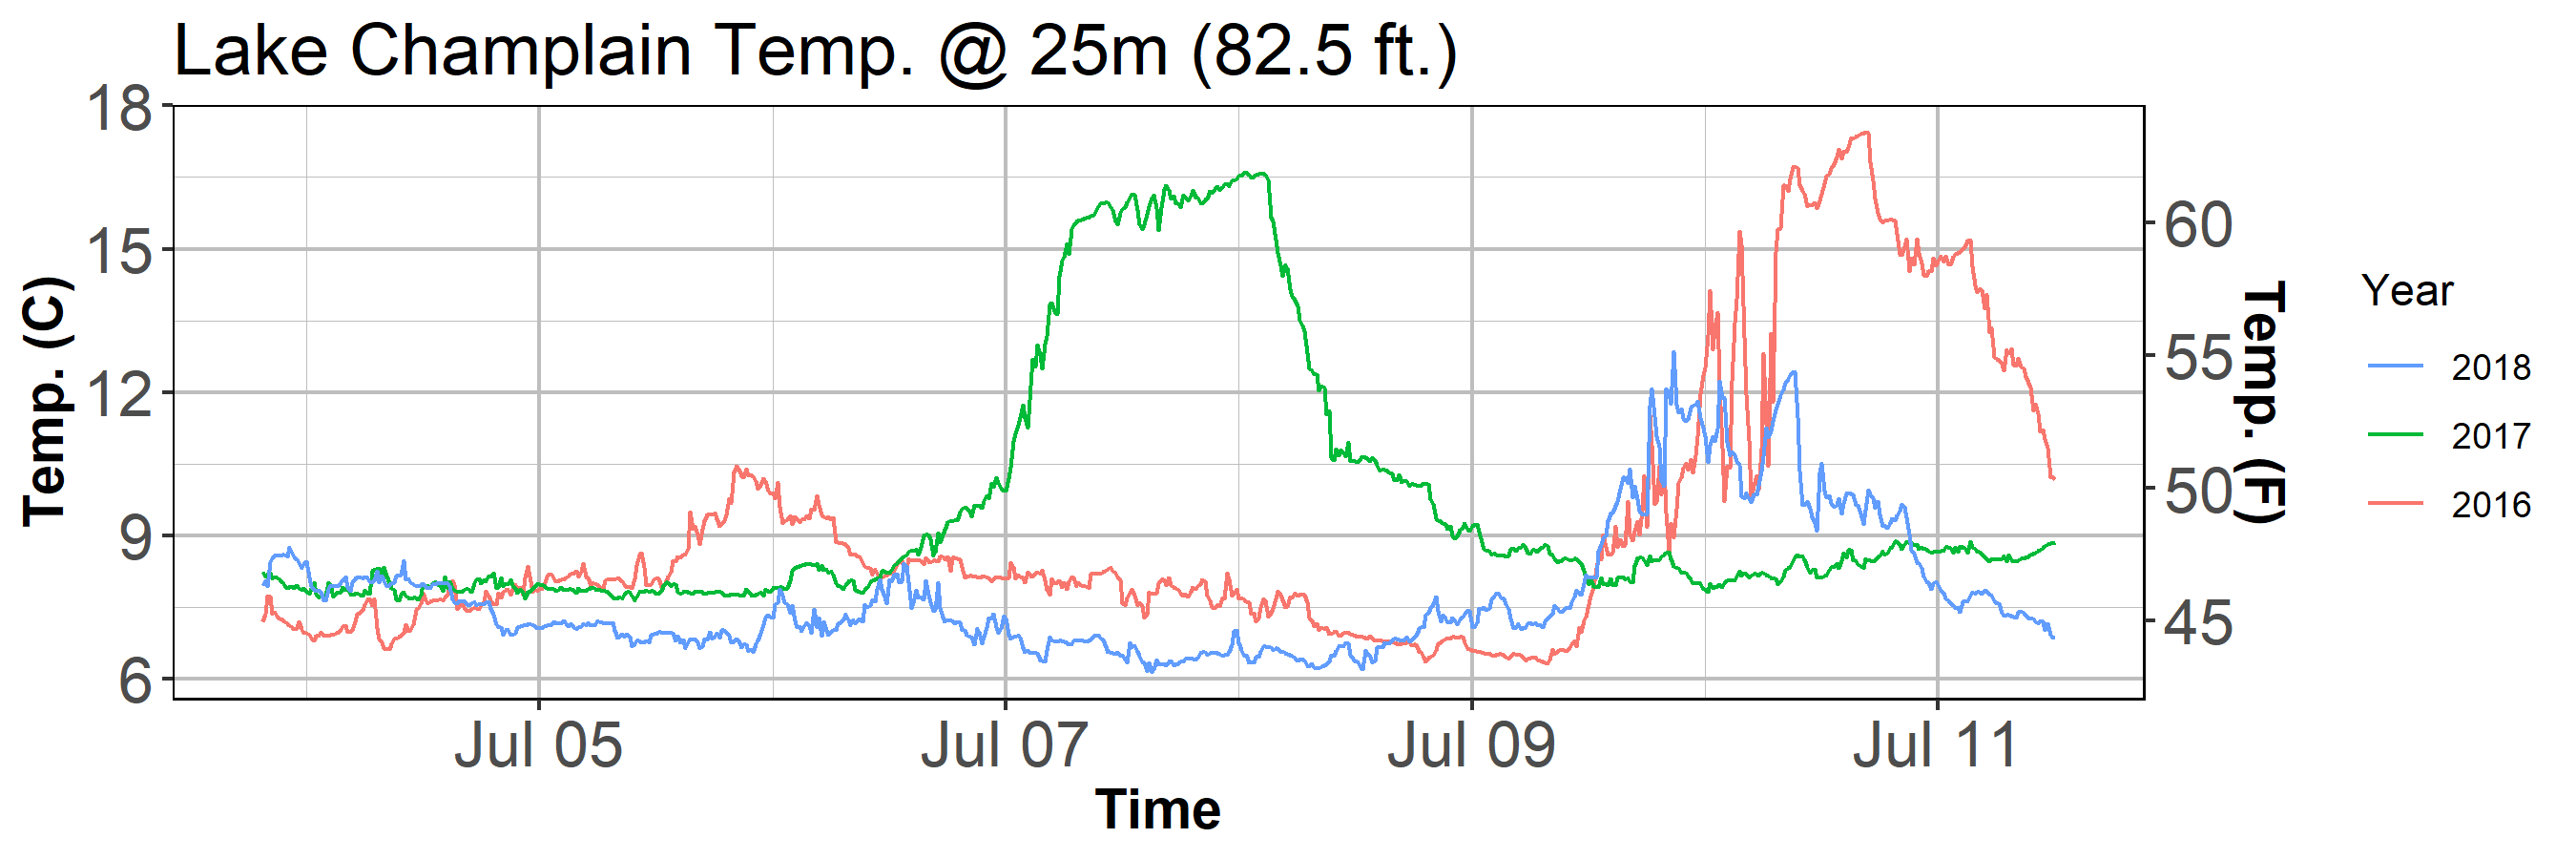 Lake Champlain Temp. @ 25m (82.5 ft.)
18
15
12
9
6
Temp. (C)
60
55
50
45
Temp. (F)
Jul 05
Jul 07
Jul 09
Jul 11
Time
Year
2018
2017
2016